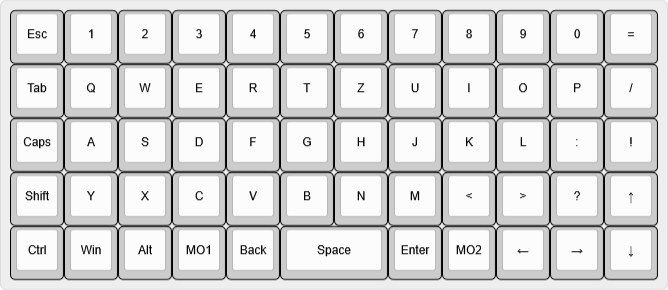 Esc 1 2 3 4 5 6 7 8 9 0 =
Tab Q W E R T Z U I O P /
Caps A S D F G H J K L : !
Shift Y X C V B N M < > ? ↑
Ctrl Win Alt MO1 Back Space Enter MO2 ← → ↓